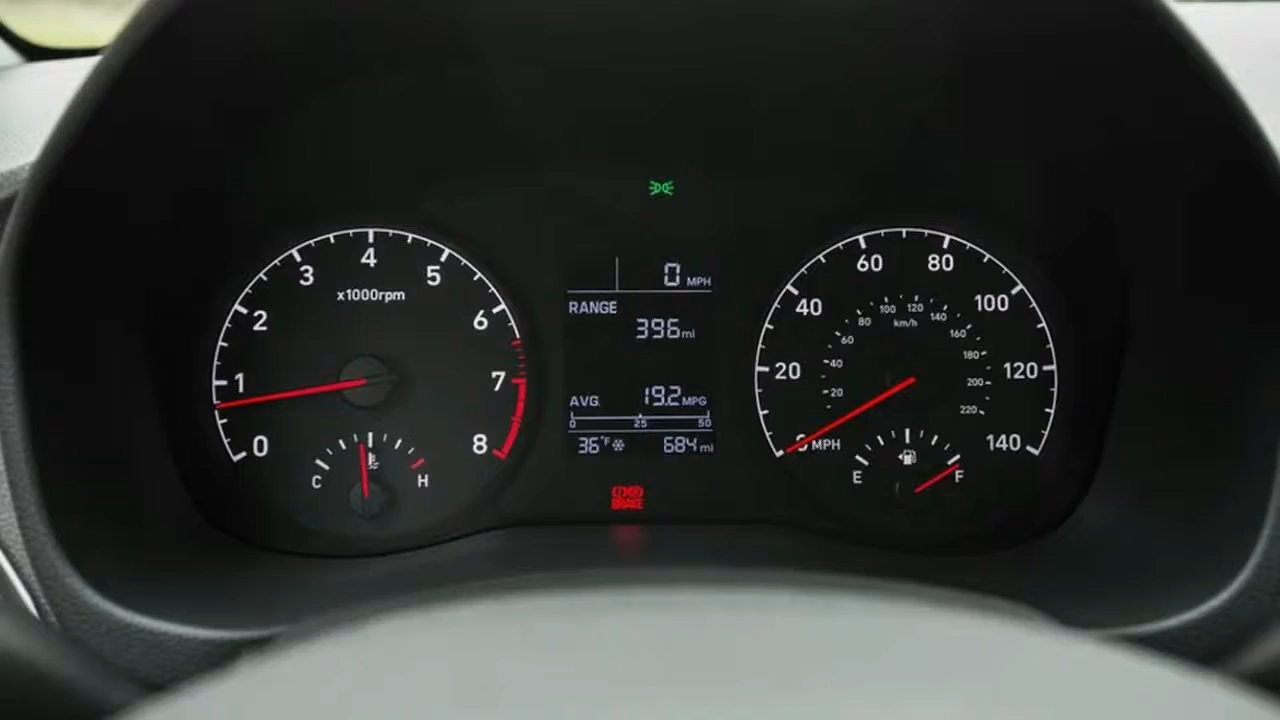 0 MPH
RANGE
396 mi
AVG. 19.2 MPG
0 25 50
36°F 684 mi
BRAKE
0 1 2 3 4 5 6 7 8
x1000rpm
C H
20 40 60 80 100 120 140
MPH
20 40 60 80 100 120 140 160 180 200 220
km/h
E F